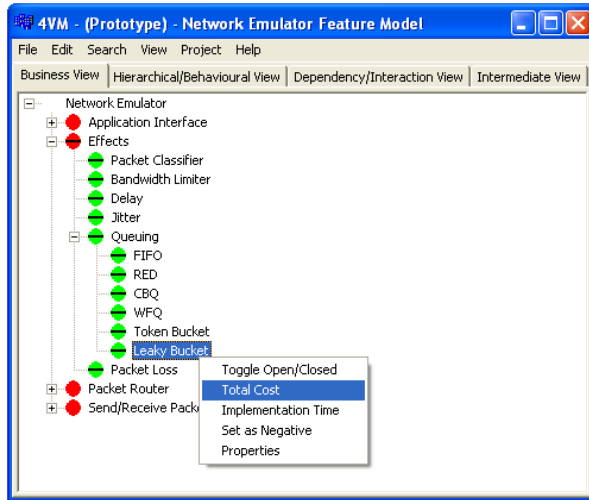 4VM - (Prototype) - Network Emulator Feature Model
File Edit Search View Project Help
Business View Hierarchical/Behavioural View Dependency/Interaction View Intermediate View
Network Emulator
Application Interface
Effects
Packet Classifier
Bandwidth Limiter
Delay
Jitter
Queuing
FIFO
RED
CBQ
WFQ
Token Bucket
Leaky Bucket
Packet Loss
Packet Router
Send/Receive
Toggle Open/Closed
Total Cost
Implementation Time
Set as Negative
Properties